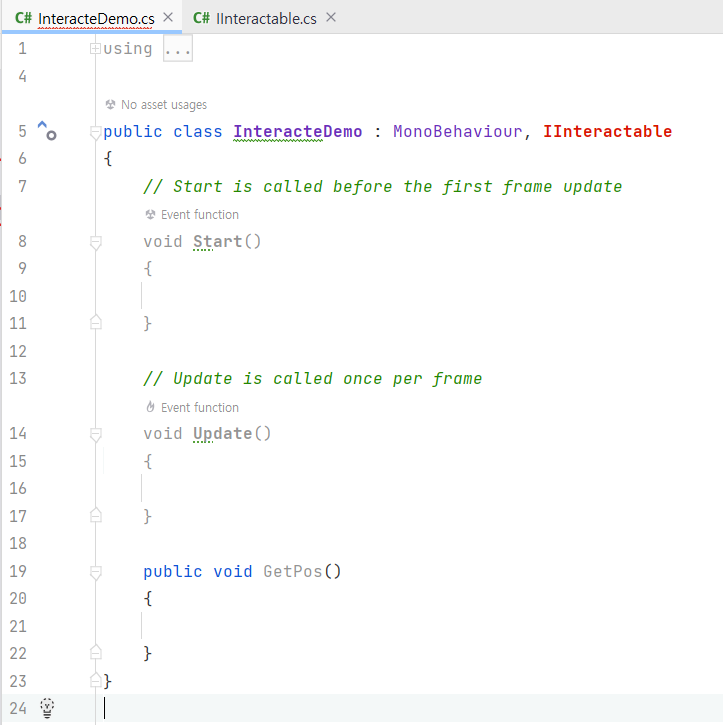 C# InteracteDemo.cs × C# IInteractable.cs ×
1 using ...
4
No asset usages
5 public class InteracteDemo : MonoBehaviour, IInteractable
6 {
7 // Start is called before the first frame update
Event function
8 void Start()
9 {
10
11 }
12
13 // Update is called once per frame
Event function
14 void Update()
15 {
16
17 }
18
19 public void GetPos()
20 {
21
22 }
23 }
24